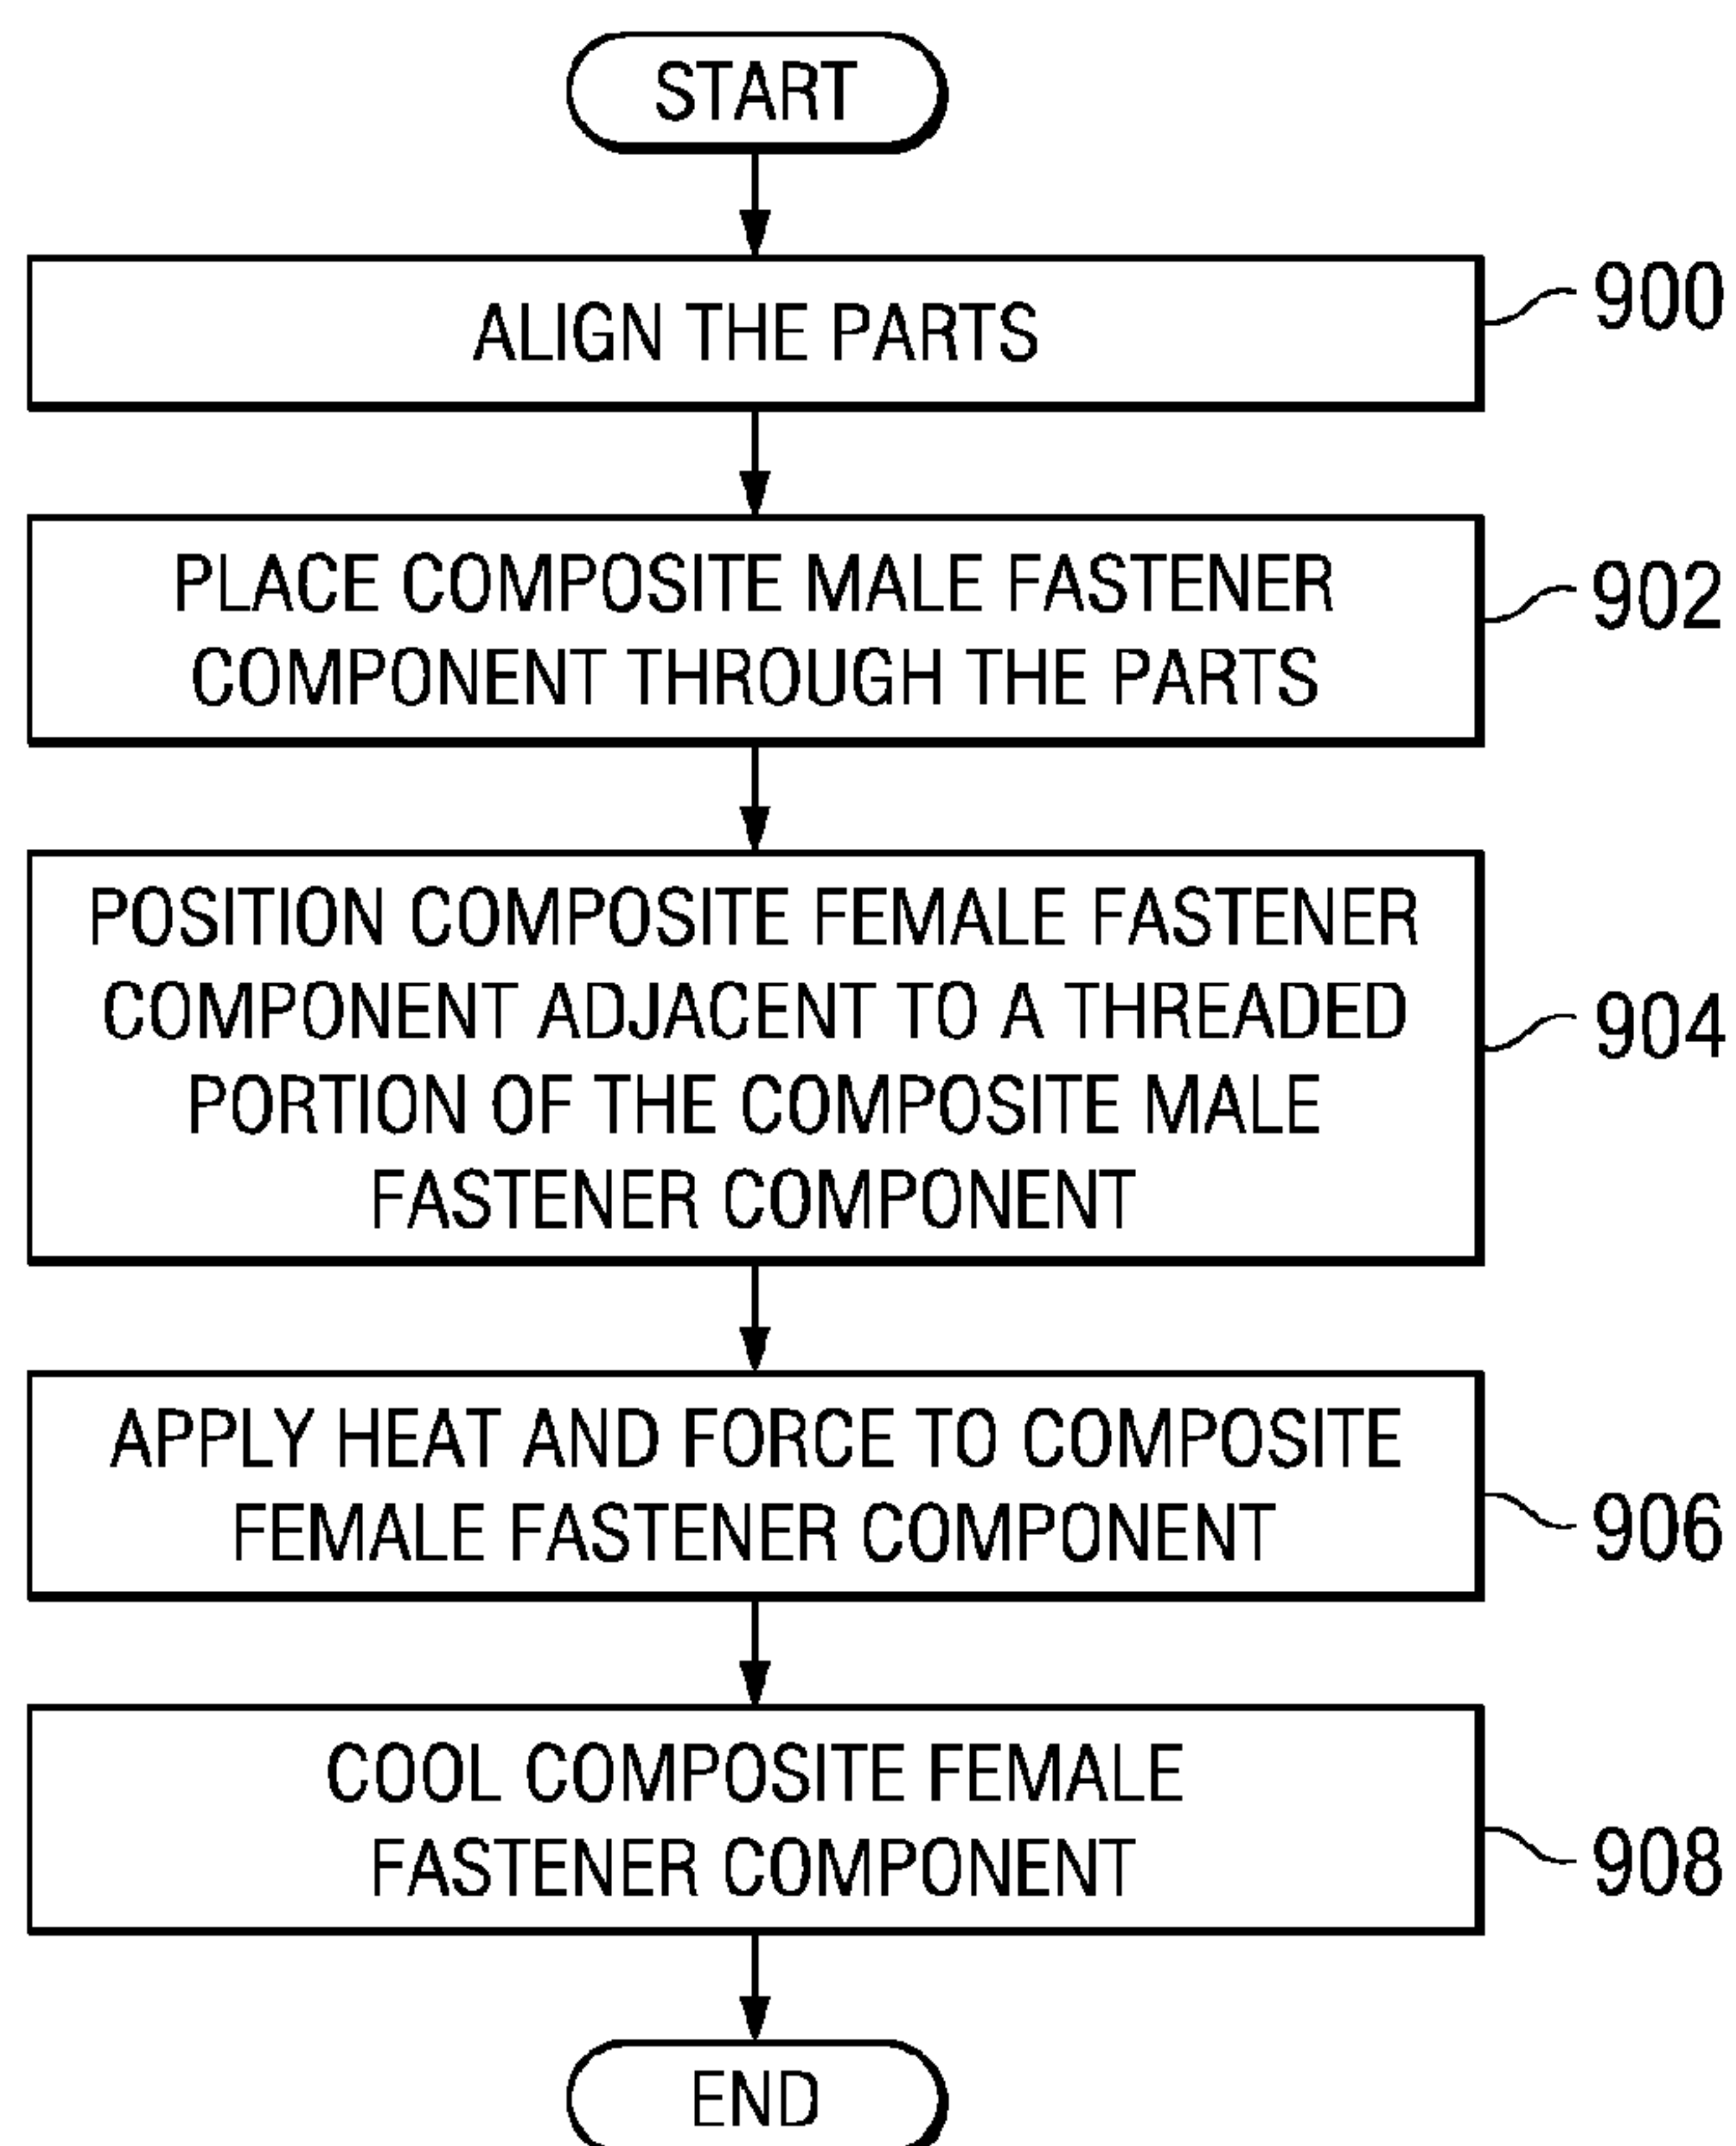 START
ALIGN THE PARTS
900
PLACE COMPOSITE MALE FASTENER
COMPONENT THROUGH THE PARTS
902
POSITION COMPOSITE FEMALE FASTENER
COMPONENT ADJACENT TO A THREADED
PORTION OF THE COMPOSITE MALE
FASTENER COMPONENT
904
APPLY HEAT AND FORCE TO COMPOSITE
FEMALE FASTENER COMPONENT
906
COOL COMPOSITE FEMALE
FASTENER COMPONENT
908
END